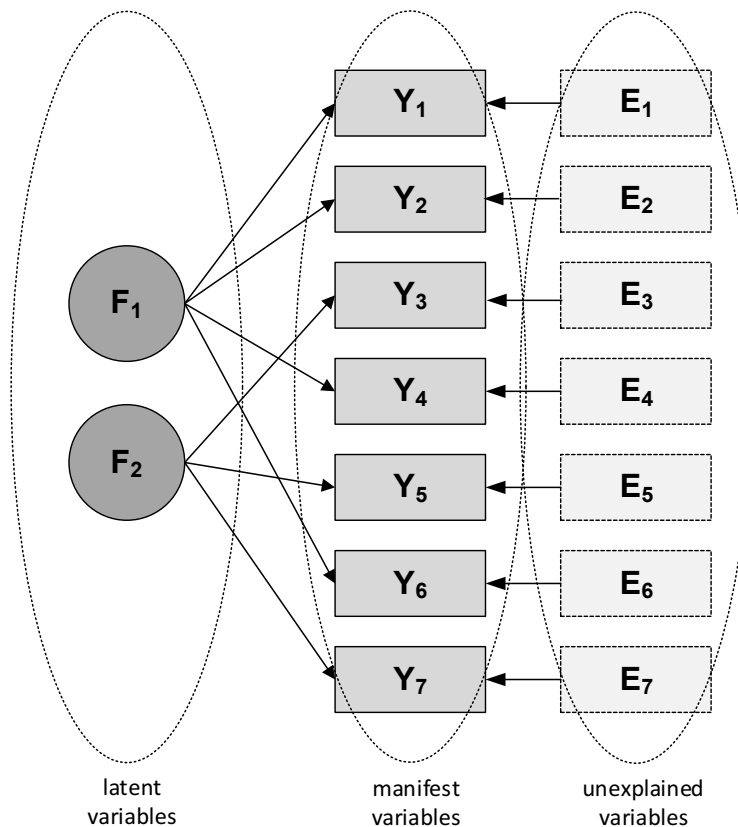 Y₁ E₁
Y₂ E₂
F₁ Y₃ E₃
Y₄ E₄
F₂ Y₅ E₅
Y₆ E₆
Y₇ E₇
latent variables
manifest variables
unexplained variables